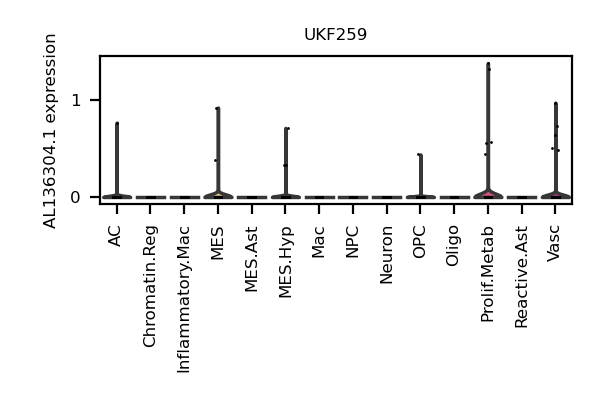 UKF259
AL136304.1 expression
1
0
AC
Chromatin.Reg
Inflammatory.Mac
MES
MES.Ast
MES.Hyp
Mac
NPC
Neuron
OPC
Oligo
Prolif.Metab
Reactive.Ast
Vasc